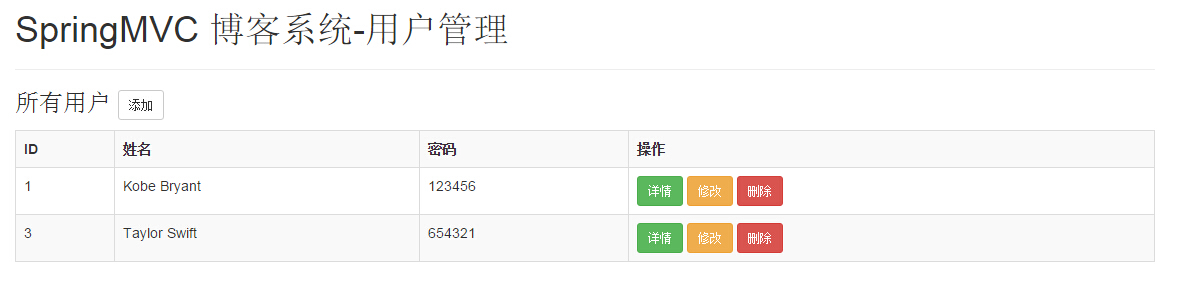 SpringMVC 博客系统-用户管理
所有用户 添加
ID 姓名 密码 操作
1 Kobe Bryant 123456 详情 修改 删除
3 Taylor Swift 654321 详情 修改 删除